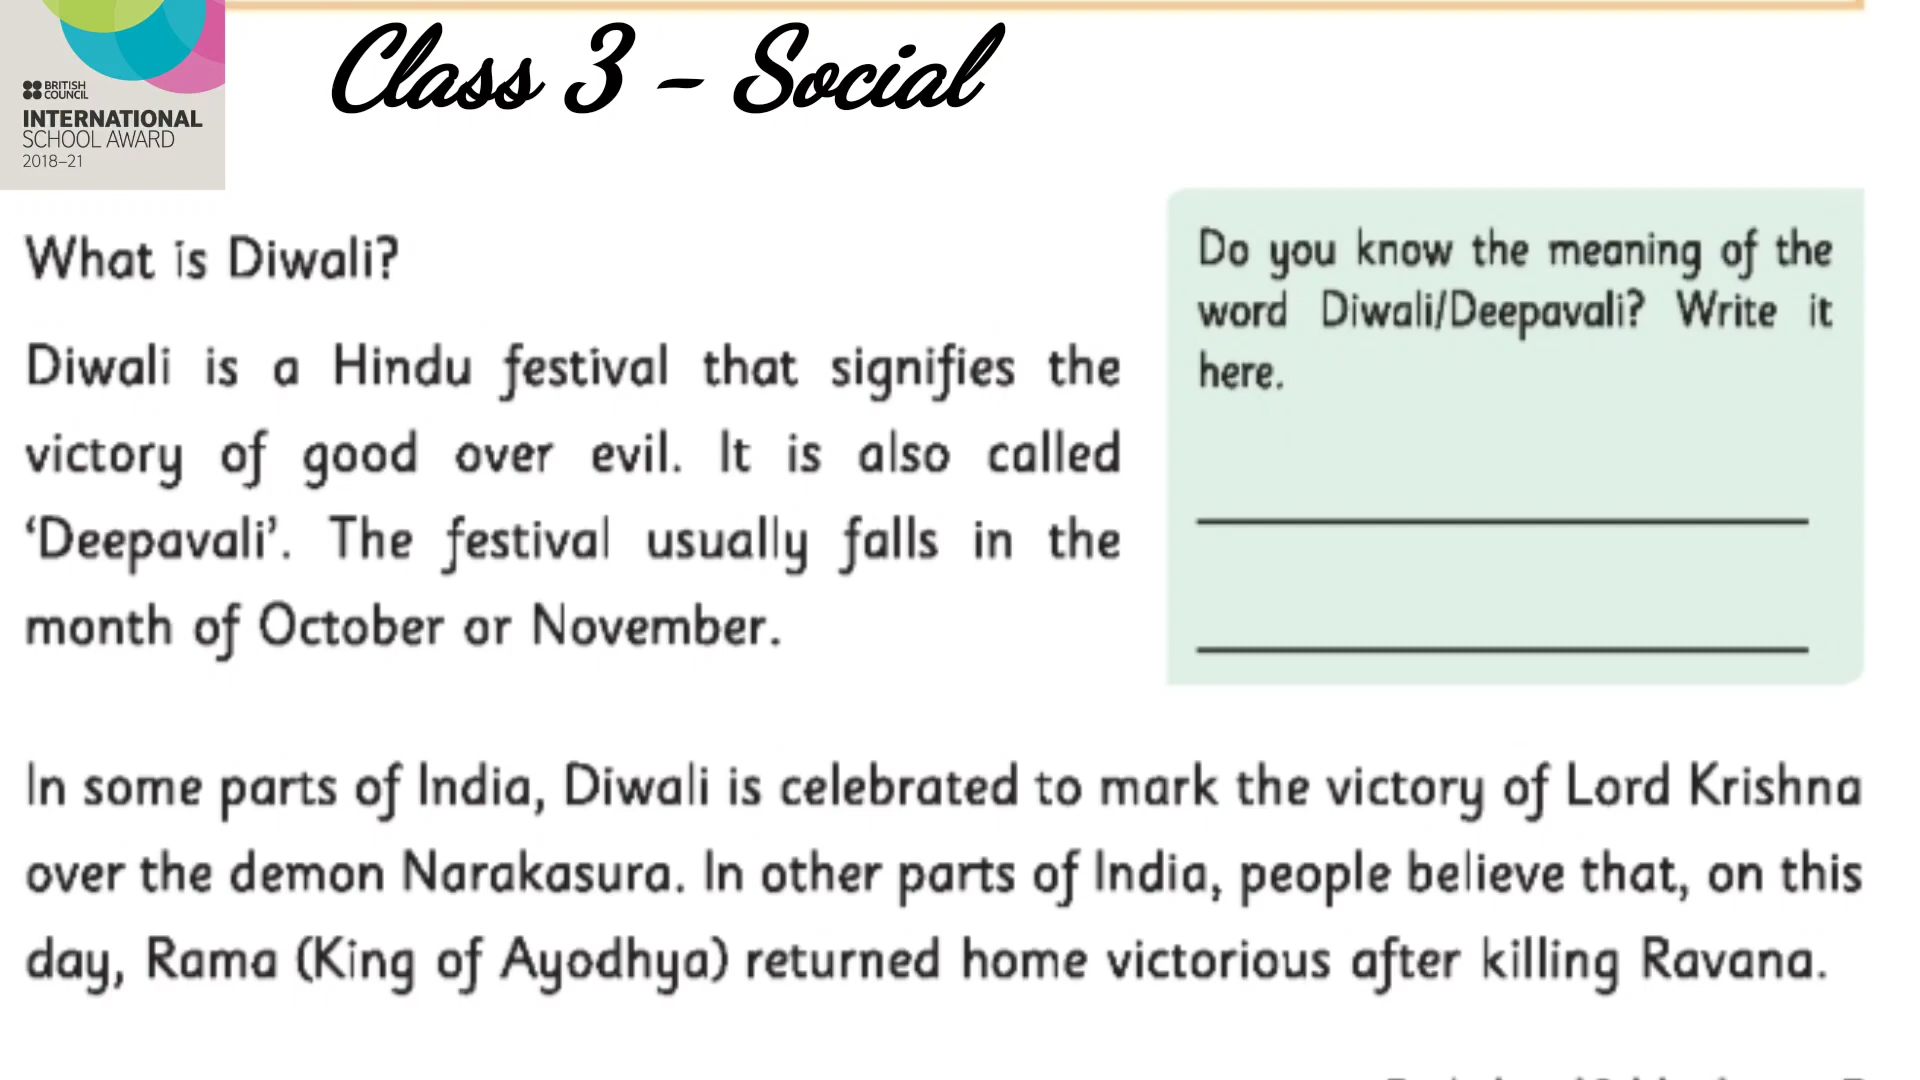 BRITISH
COUNCIL
INTERNATIONAL
SCHOOL AWARD
2018–21
Class 3 - Social
What is Diwali?
Diwali is a Hindu festival that signifies the
victory of good over evil. It is also called
‘Deepavali’. The festival usually falls in the
month of October or November.
Do you know the meaning of the
word Diwali/Deepavali? Write it
here.
In some parts of India, Diwali is celebrated to mark the victory of Lord Krishna
over the demon Narakasura. In other parts of India, people believe that, on this
day, Rama (King of Ayodhya) returned home victorious after killing Ravana.